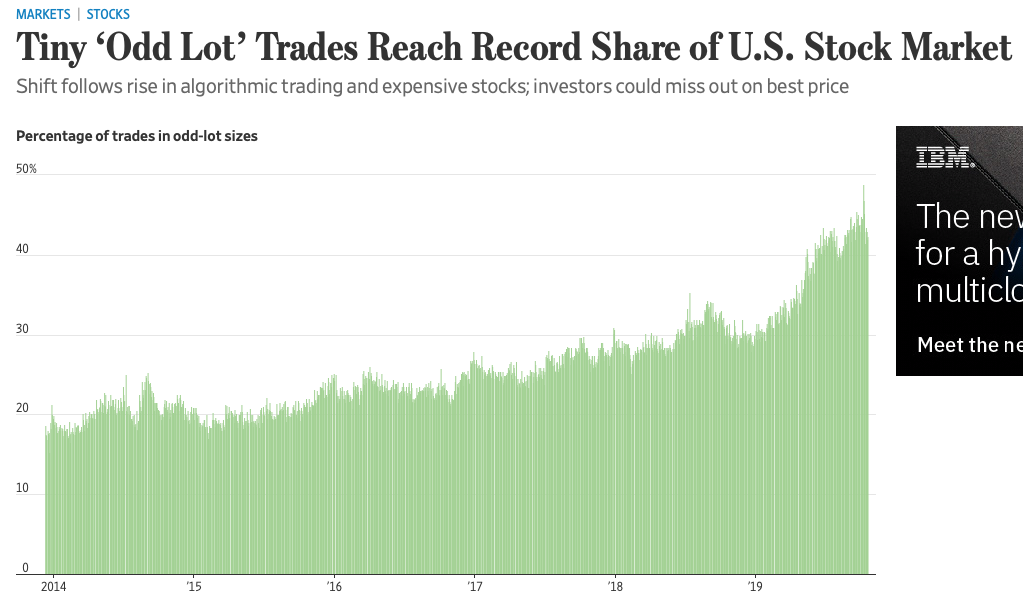 MARKETS | STOCKS
Tiny ‘Odd Lot’ Trades Reach Record Share of U.S. Stock Market
Shift follows rise in algorithmic trading and expensive stocks; investors could miss out on best price
Percentage of trades in odd-lot sizes
50%
40
30
20
10
0
2014 ’15 ’16 ’17 ’18 ’19
IBM.
The new
for a hy
multiclo
Meet the ne